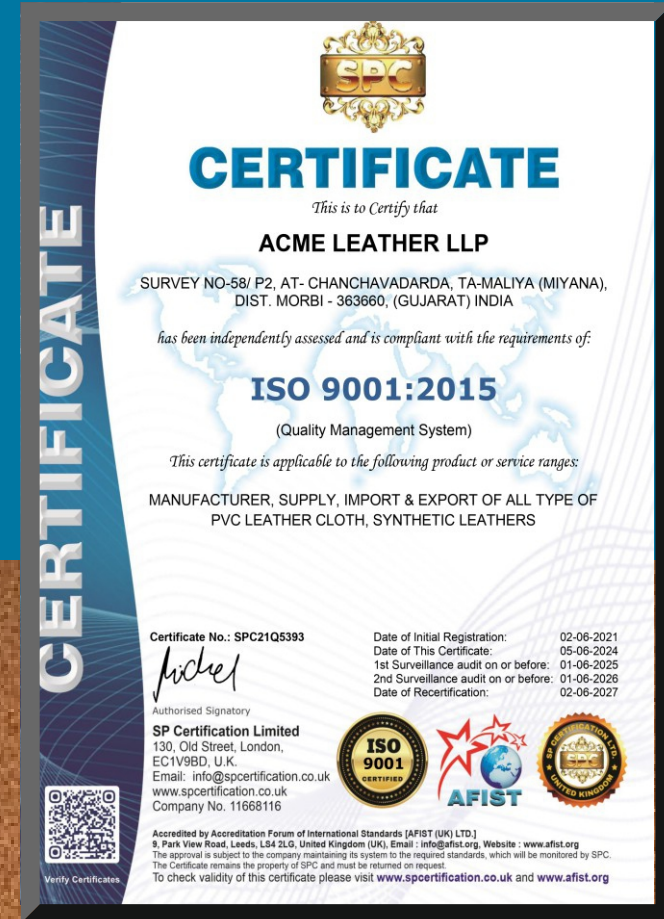 SPC
CERTIFICATE
This is to Certify that
ACME LEATHER LLP
SURVEY NO-58/ P2, AT- CHANCHAVADARDA, TA-MALIYA (MIYANA),
DIST. MORBI - 363660, (GUJARAT) INDIA
has been independently assessed and is compliant with the requirements of:
ISO 9001:2015
(Quality Management System)
This certificate is applicable to the following product or service ranges:
MANUFACTURER, SUPPLY, IMPORT & EXPORT OF ALL TYPE OF
PVC LEATHER CLOTH, SYNTHETIC LEATHERS
CERTIFICATE
Certificate No.: SPC21Q5393
Authorised Signatory
SP Certification Limited
130, Old Street, London,
EC1V9BD, U.K.
Email: info@spcertification.co.uk
www.spcertification.co.uk
Company No. 11668116
Date of Initial Registration: 02-06-2021
Date of This Certificate: 05-06-2024
1st Surveillance audit on or before: 01-06-2025
2nd Surveillance audit on or before: 01-06-2026
Date of Recertification: 02-06-2027
ISO
9001
CERTIFIED
AFIST
SP CERTIFICATION LTD
SPC
UNITED KINGDOM
Verify Certificates
Accredited by Accreditation Forum of International Standards [AFIST (UK) LTD.]
9, Park View Road, Leeds, LS4 2LG, United Kingdom (UK), Email : info@afist.org, Website : www.afist.org
The approval is subject to the company maintaining its system to the required standards, which will be monitored by SPC.
The Certificate remains the property of SPC and must be returned on request.
To check validity of this certificate please visit www.spcertification.co.uk and www.afist.org